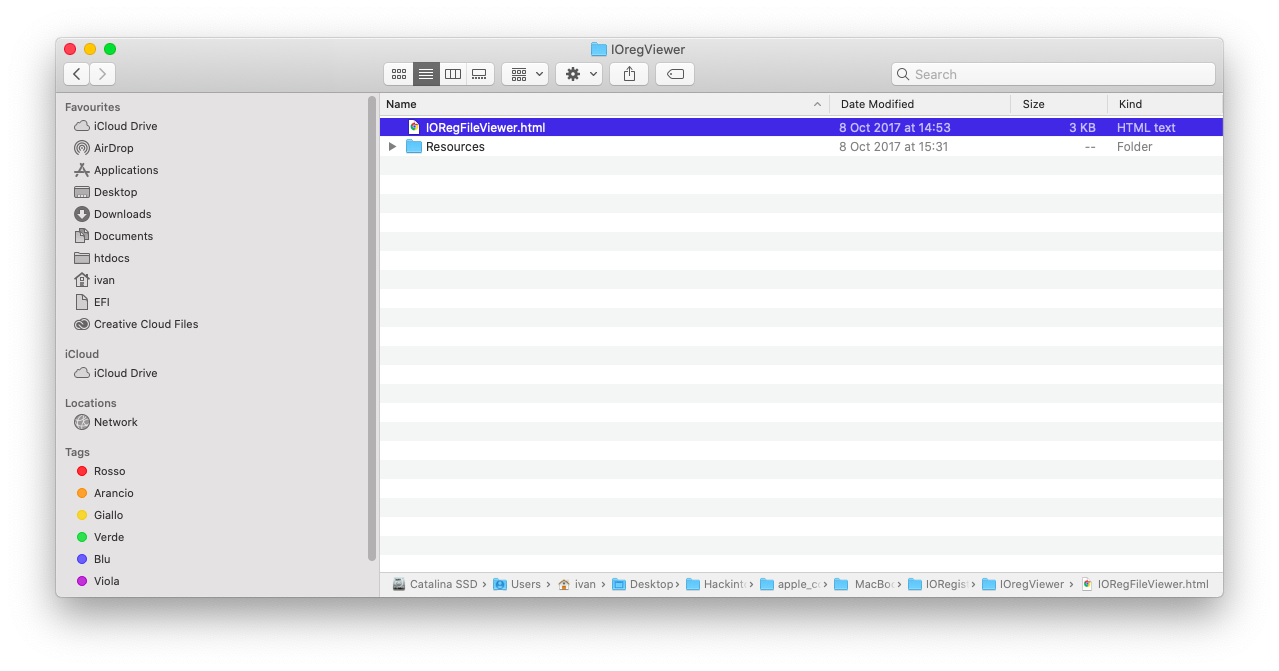 IOregViewer
Search
Favourites
iCloud Drive
AirDrop
Applications
Desktop
Downloads
Documents
htdocs
ivan
EFI
Creative Cloud Files
iCloud
iCloud Drive
Locations
Network
Tags
Rosso
Arancio
Giallo
Verde
Blu
Viola
Name Date Modified Size Kind
IORegFileViewer.html 8 Oct 2017 at 14:53 3 KB HTML text
Resources 8 Oct 2017 at 15:31 -- Folder
Catalina SSD › Users › ivan › Desktop › Hackint › apple_c › MacBo › IORegis › IOregViewer › IORegFileViewer.html